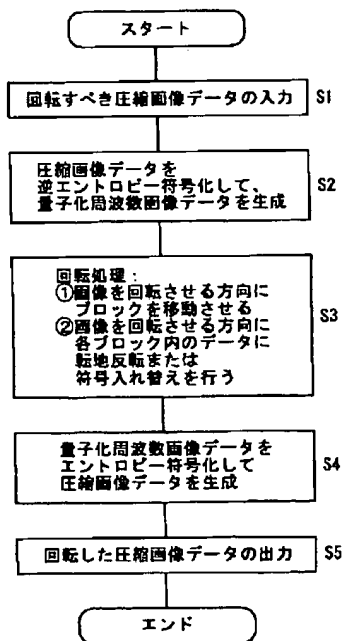 スタート
回転すべき圧縮画像データの入力 S1
圧縮画像データを
逆エントロピー符号化して、
量子化周波数画像データを生成
S2
回転処理：
①画像を回転させる方向に
ブロックを移動させる
②画像を回転させる方向に
各ブロック内のデータに
転地反転または
符号入れ替えを行う
S3
量子化周波数画像データを
エントロピー符号化して
圧縮画像データを生成
S4
回転した圧縮画像データの出力 S5
エンド